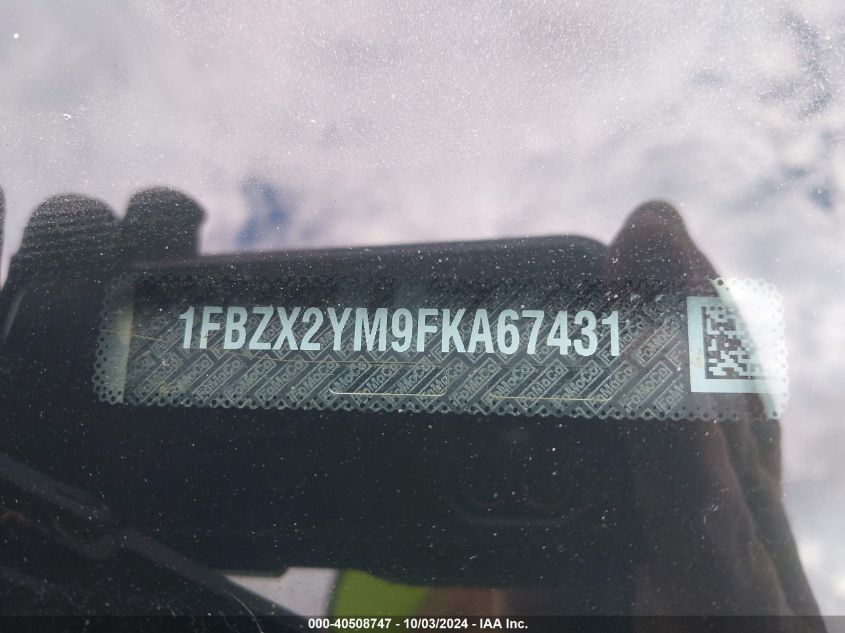 1FBZX2YM9FKA67431
000-40508747 - 10/03/2024 - IAA Inc.